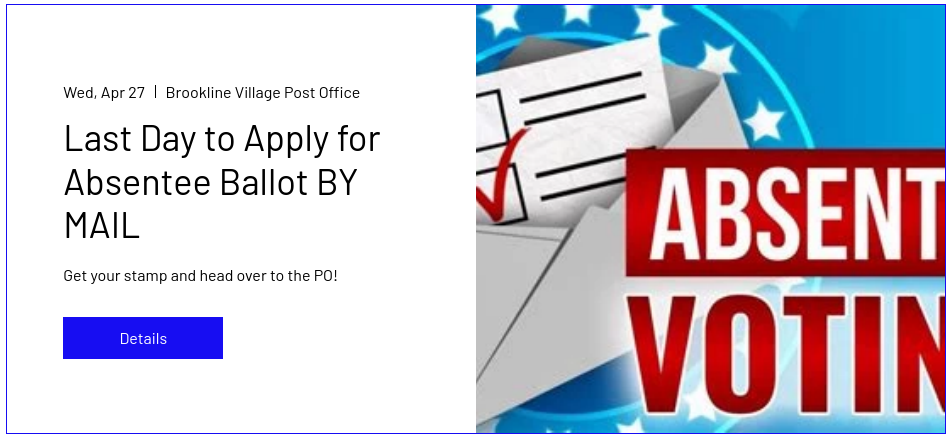 Wed, Apr 27 | Brookline Village Post Office
Last Day to Apply for
Absentee Ballot BY
MAIL
Get your stamp and head over to the PO!
Details
ABSENT
VOTIN